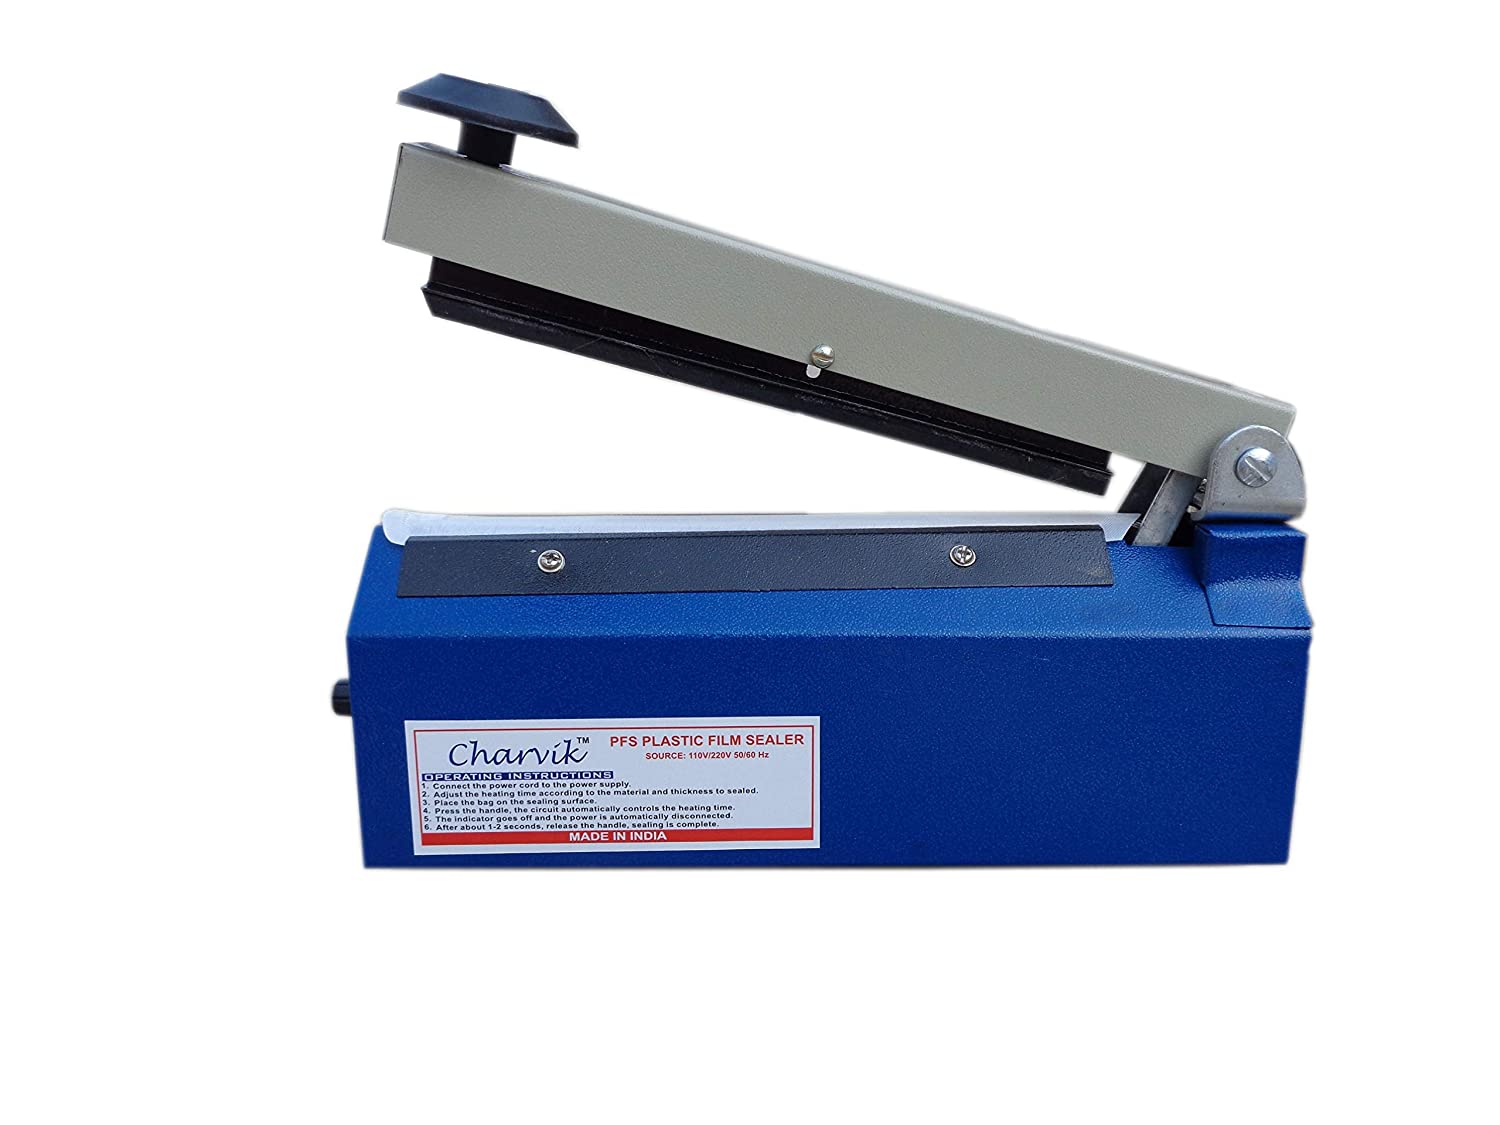 Charvik™
PFS PLASTIC FILM SEALER
SOURCE: 110V/220V 50/60 Hz
OPERATING INSTRUCTIONS
1. Connect the power cord to the power supply.
2. Adjust the heating time according to the material and thickness to sealed.
3. Place the bag on the sealing surface.
4. Press the handle, the circuit automatically controls the heating time.
5. The indicator goes off and the power is automatically disconnected.
6. After about 1-2 seconds, release the handle, sealing is complete.
MADE IN INDIA